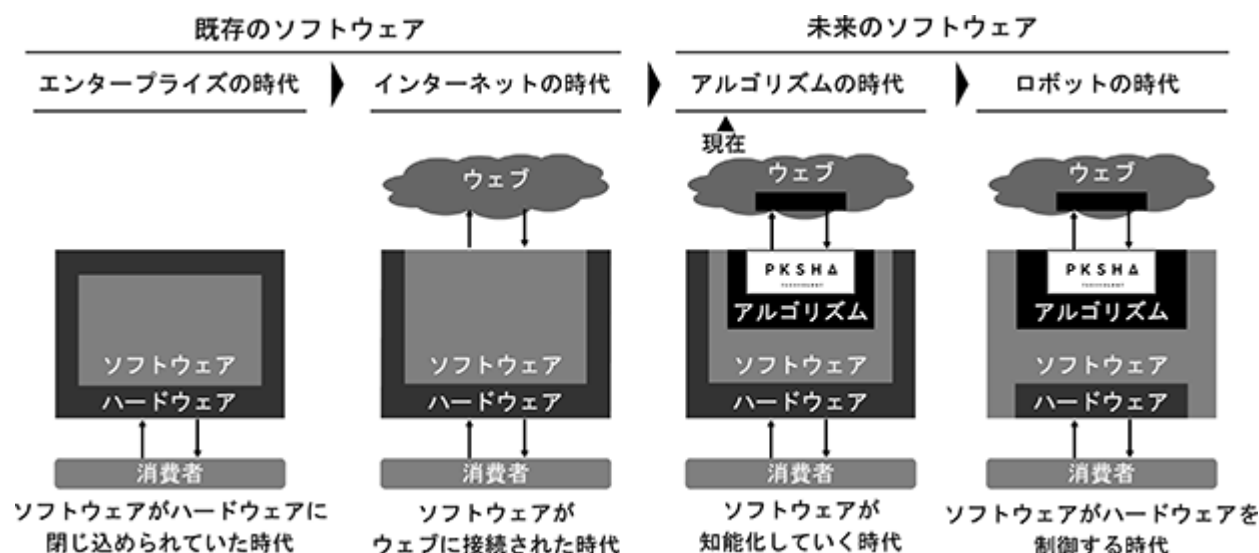 既存のソフトウェア
未来のソフトウェア
エンタープライズの時代
インターネットの時代
アルゴリズムの時代
ロボットの時代
現在
ソフトウェア
ハードウェア
消費者
ソフトウェアがハードウェアに
閉じ込められていた時代
ウェブ
ソフトウェア
ハードウェア
消費者
ソフトウェアが
ウェブに接続された時代
ウェブ
PKSHA
TECHNOLOGY
アルゴリズム
ソフトウェア
ハードウェア
消費者
ソフトウェアが
知能化していく時代
ウェブ
PKSHA
TECHNOLOGY
アルゴリズム
ソフトウェア
ハードウェア
消費者
ソフトウェアがハードウェアを
制御する時代